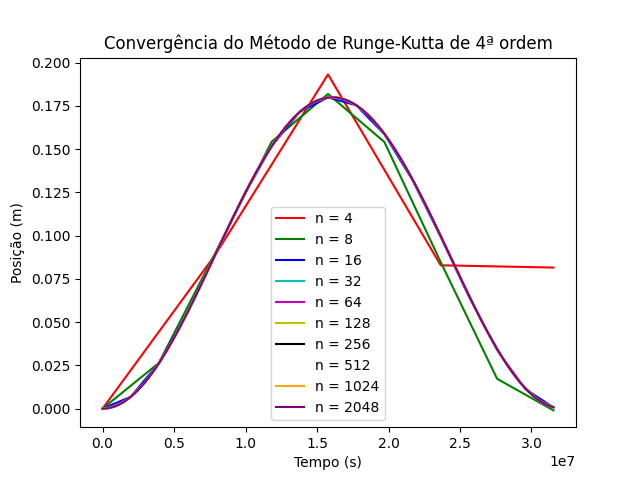 Convergência do Método de Runge-Kutta de 4ª ordem
Posição (m)
0.200
0.175
0.150
0.125
0.100
0.075
0.050
0.025
0.000
n = 4
n = 8
n = 16
n = 32
n = 64
n = 128
n = 256
n = 512
n = 1024
n = 2048
0.0
0.5
1.0
1.5
2.0
2.5
3.0
1e7
Tempo (s)